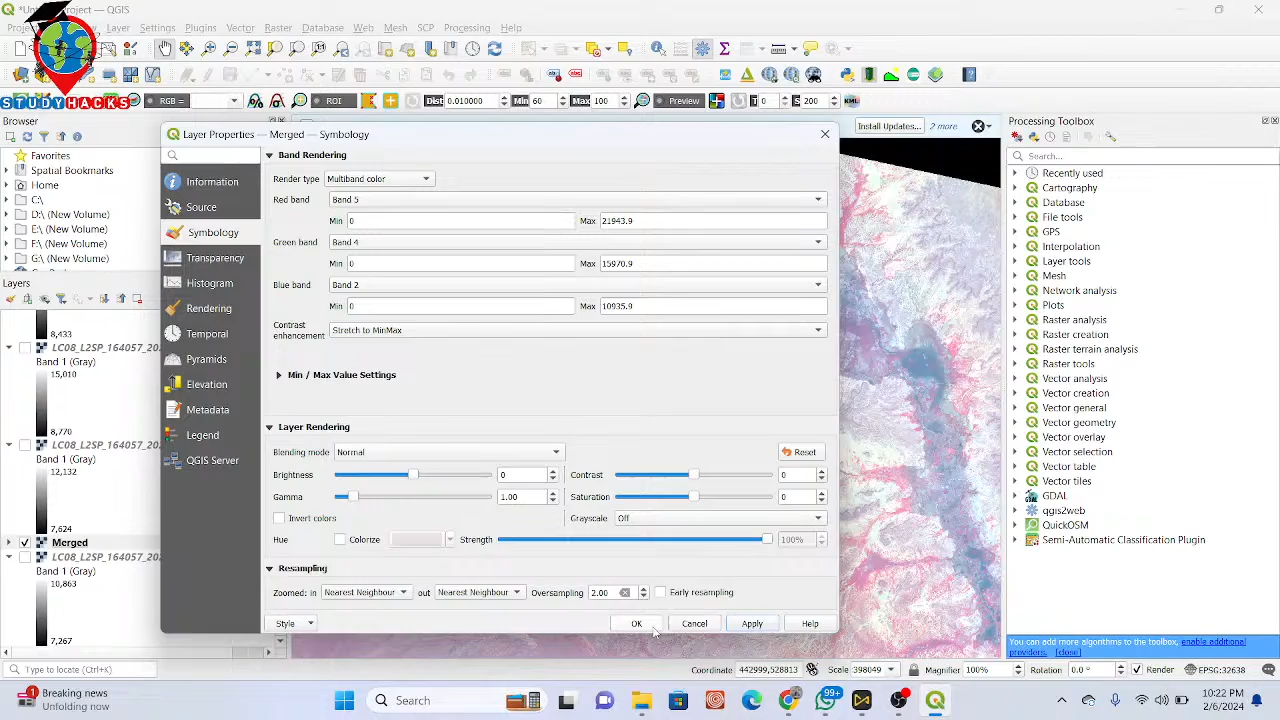 *Unt
Project — QGIS
Proje
Layer
Settings
Plugins
Vector
Raster
Database
Web
Mesh
SCP
Processing
Help
STUDYHACKS
RGB =
ROI
Dist
0.010000
Min
60
Max
100
Preview
T
0
S
200
KML
Browser
Favorites
Spatial Bookmarks
Home
C:\
D:\ (New Volume)
E:\ (New Volume)
F:\ (New Volume)
G:\ (New Volume)
Layers
8,433
LC08_L2SP_164057_20
Band 1 (Gray)
15,010
8,770
LC08_L2SP_164057_20
Band 1 (Gray)
12,132
7,624
Merged
LC08_L2SP_164057_20
Band 1 (Gray)
10,863
7,267
Layer Properties — Merged — Symbology
Information
Source
Symbology
Transparency
Histogram
Rendering
Temporal
Pyramids
Elevation
Metadata
Legend
QGIS Server
Band Rendering
Render type
Multiband color
Red band
Band 5
Min
0
Max
21943.9
Green band
Band 4
Min
0
Max
15970.9
Blue band
Band 2
Min
0
Max
10935.9
Contrast
enhancement
Stretch to MinMax
Min / Max Value Settings
Layer Rendering
Blending mode
Normal
Reset
Brightness
0
Contrast
0
Gamma
1.00
Saturation
0
Invert colors
Grayscale
Off
Hue
Colorize
Strength
100%
Resampling
Zoomed: in
Nearest Neighbour
out
Nearest Neighbour
Oversampling
2.00
Early resampling
Style
OK
Cancel
Apply
Help
Install Updates...
2 more
Processing Toolbox
Search...
Recently used
Cartography
Database
File tools
GPS
Interpolation
Layer tools
Mesh
Network analysis
Plots
Raster analysis
Raster creation
Raster terrain analysis
Raster tools
Vector analysis
Vector creation
Vector general
Vector geometry
Vector overlay
Vector selection
Vector table
Vector tiles
GDAL
qgis2web
QuickOSM
Semi-Automatic Classification Plugin
You can add more algorithms to the toolbox, enable additional
providers. [close]
Type to locate (Ctrl+K)
Coordinate
442999,528813
Scale
398049
Magnifier
100%
Rotation
0.0 °
Render
EPSG:32638
1
Breaking news
Unfolding now
Search
99+
10:22 PM
2/6/2024